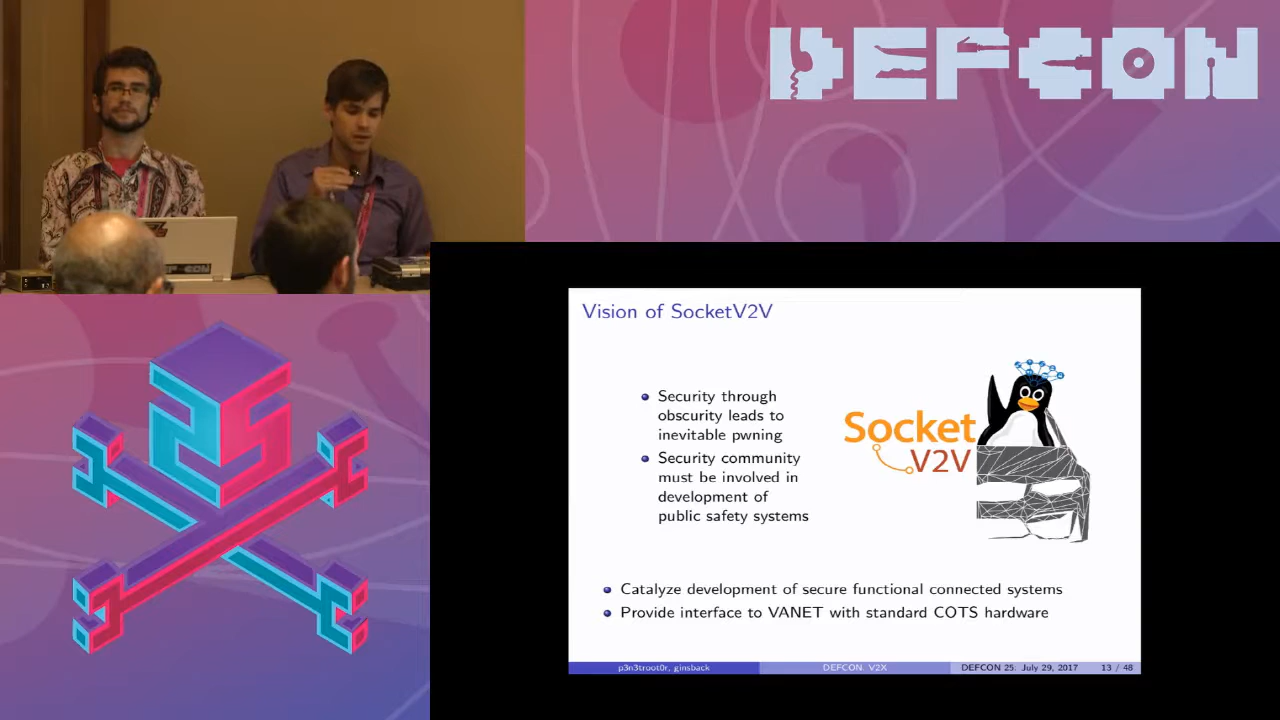 DEFCON
Vision of SocketV2V
Security through
obscurity leads to
inevitable pwning
Security community
must be involved in
development of
public safety systems
Socket
V2V
Catalyze development of secure functional connected systems
Provide interface to VANET with standard COTS hardware
p3n3troot0r, ginsback
DEFCON, V2X
DEFCON 25, July 29, 2017
13 / 48
DEFCON